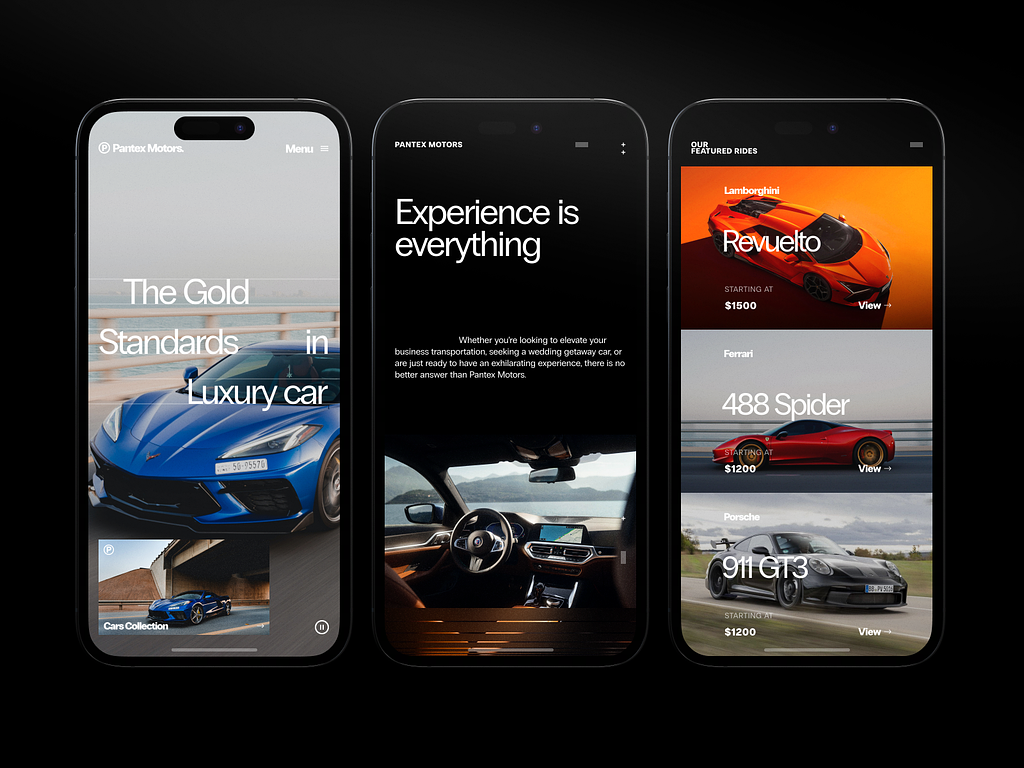 Pantex Motors.
Menu
The Gold
Standards in
Luxury car
50-P5570
Cars Collection
PANTEX MOTORS
Experience is
everything
Whether you're looking to elevate your
business transportation, seeking a wedding getaway car, or
are just ready to have an exhilarating experience, there is no
better answer than Pantex Motors.
OUR
FEATURED RIDES
Lamborghini
Revuelto
STARTING AT
$1500
View →
Ferrari
488 Spider
STARTING AT
$1200
View →
Porsche
911 GT3
STARTING AT
$1200
View →